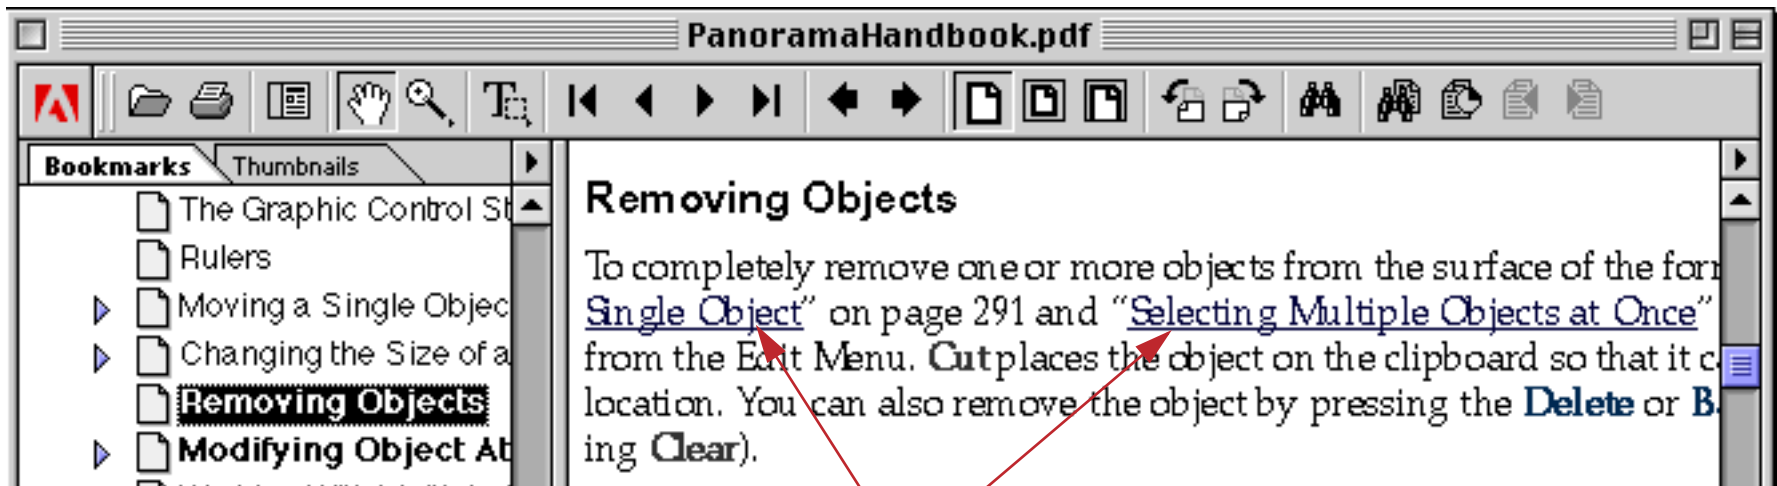 PanoramaHandbook.pdf
Bookmarks
Thumbnails
The Graphic Control St
Rulers
Moving a Single Objec
Changing the Size of a
Removing Objects
Modifying Object At
Removing Objects
To completely remove one or more objects from the surface of the for
Single Object” on page 291 and “Selecting Multiple Objects at Once”
from the Edit Menu. Cut places the object on the clipboard so that it c
location. You can also remove the object by pressing the Delete or B
ing Clear).